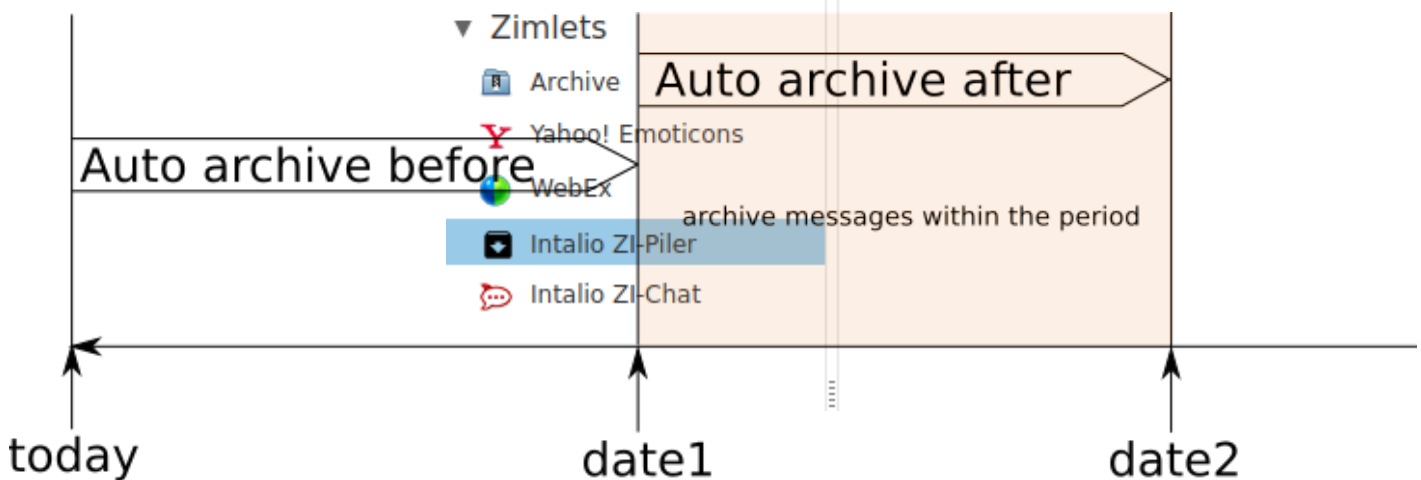 Zimlets
Archive
Auto archive after
Yahoo! Emoticons
Auto archive before
WebEx
archive messages within the period
Intalio ZI-Piler
Intalio ZI-Chat
today
date1
date2